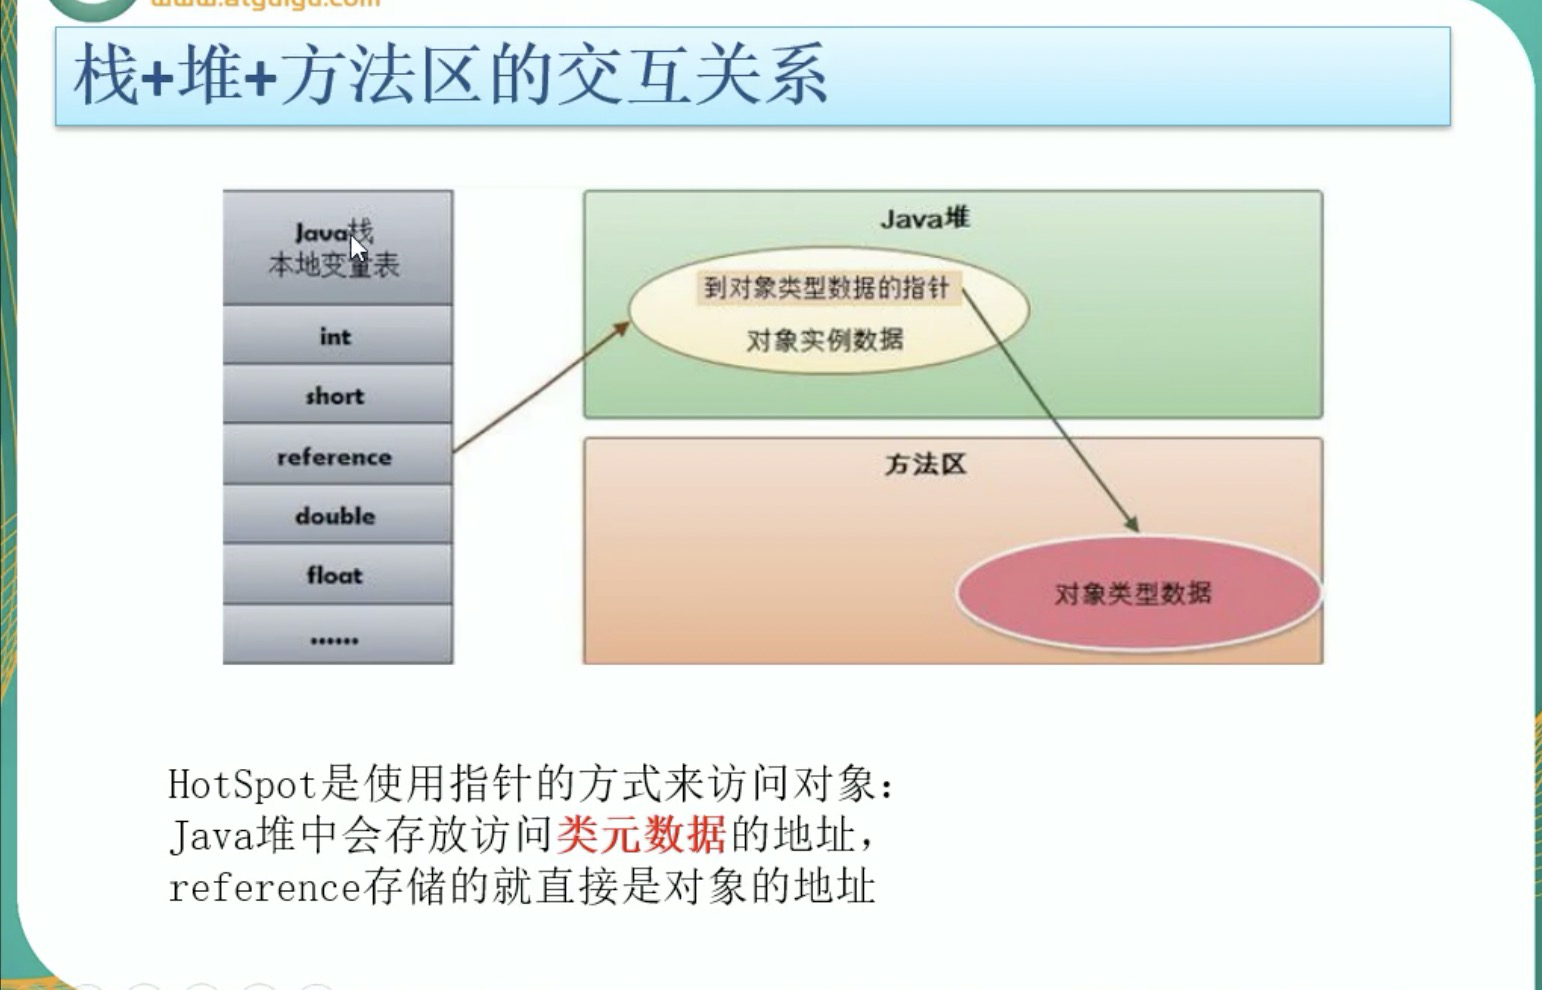 www.atguigu.com
栈+堆+方法区的交互关系
Java栈
本地变量表
int
short
reference
double
float
......
Java堆
到对象类型数据的指针
对象实例数据
方法区
对象类型数据
HotSpot是使用指针的方式来访问对象：
Java堆中会存放访问类元数据的地址，
reference存储的就直接是对象的地址